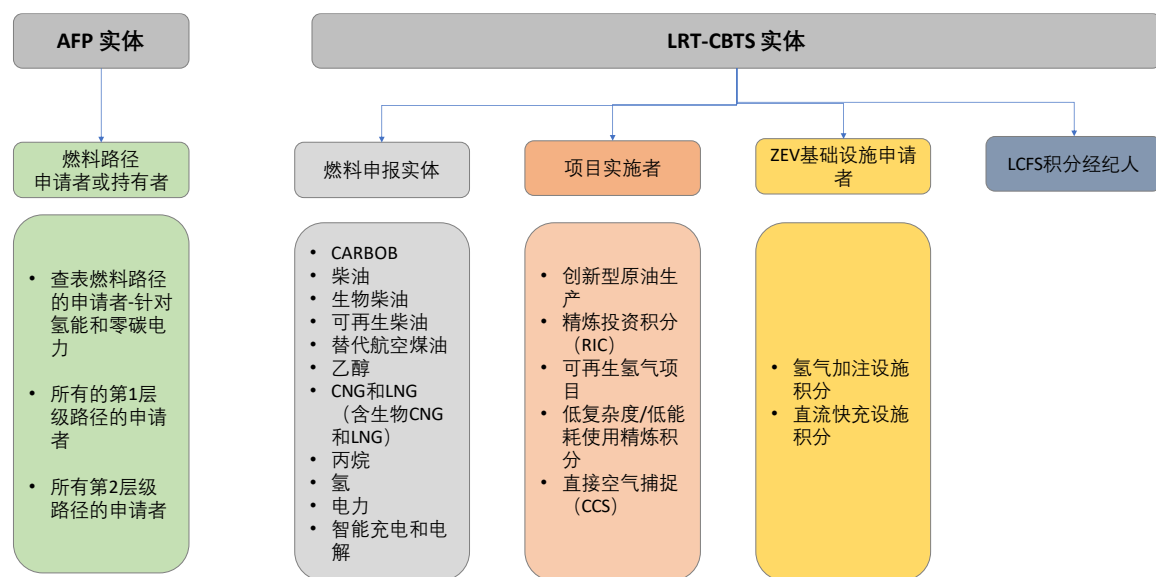 AFP 实体
LRT-CBTS 实体
燃料路径
申请者或持有者
燃料申报实体
项目实施者
ZEV基础设施申请
者
LCFS积分经纪人
• 查表燃料路径
的申请者-针对
氢能和零碳电
力
• 所有的第1层
级路径的申请
者
• 所有第2层级
路径的申请者
• CARBOB
• 柴油
• 生物柴油
• 可再生柴油
• 替代航空煤油
• 乙醇
• CNG和LNG
（含生物CNG
和LNG）
• 丙烷
• 氢
• 电力
• 智能充电和电
解
• 创新型原油生
产
• 精炼投资积分
（RIC）
• 可再生氢气项
目
• 低复杂度/低能
耗使用精炼积
分
• 直接空气捕捉
（CCS）
• 氢气加注设施
积分
• 直流快充设施
积分